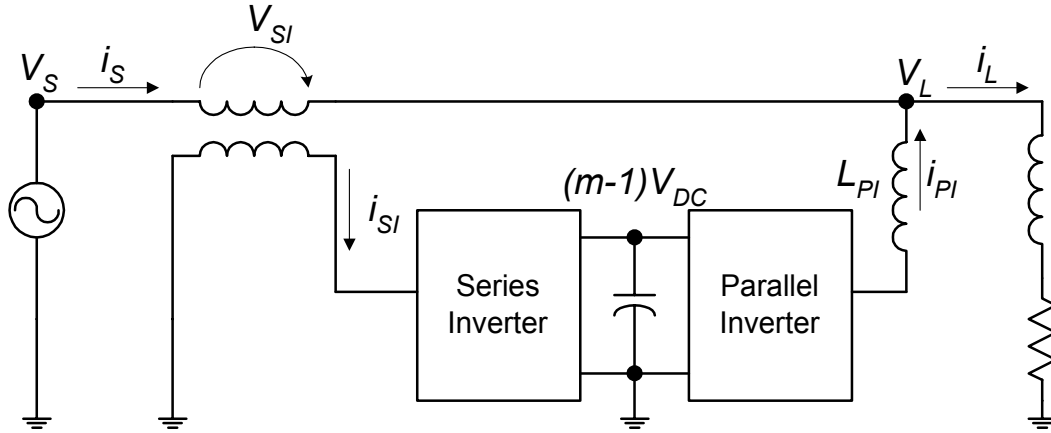 V_SI
V_S
i_S
V_L
i_L
(m-1)V_DC
L_PI
i_PI
i_SI
Series
Inverter
Parallel
Inverter